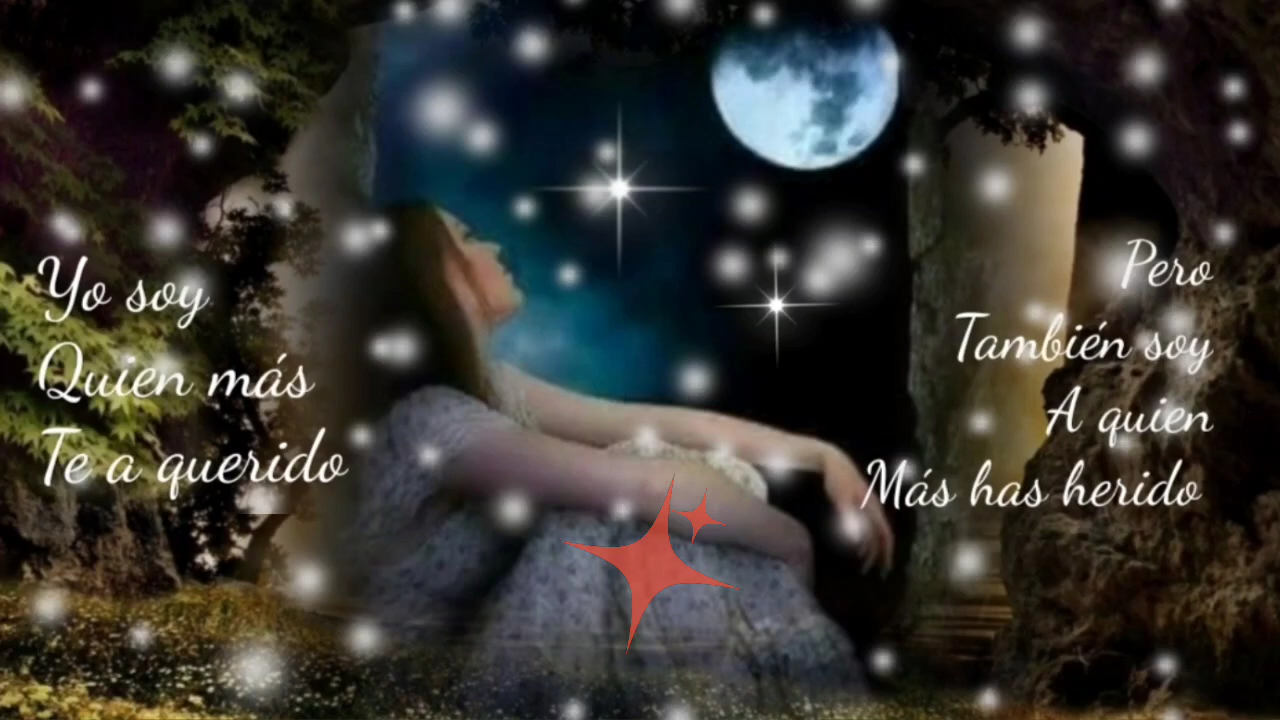 Yo soy
Quien más
Te a querido
Pero
También soy
A quien
Más has herido